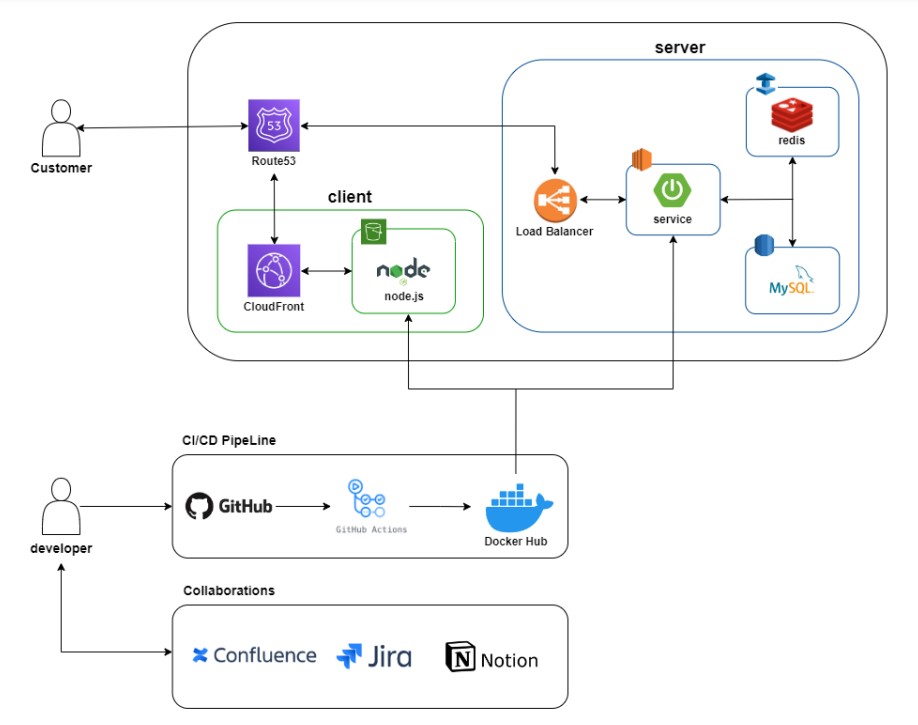 server
Customer
53
Route53
redis
client
Load Balancer
service
CloudFront
node
node.js
MySQL
CI/CD PipeLine
GitHub
GitHub Actions
Docker Hub
developer
Collaborations
Confluence
Jira
N Notion